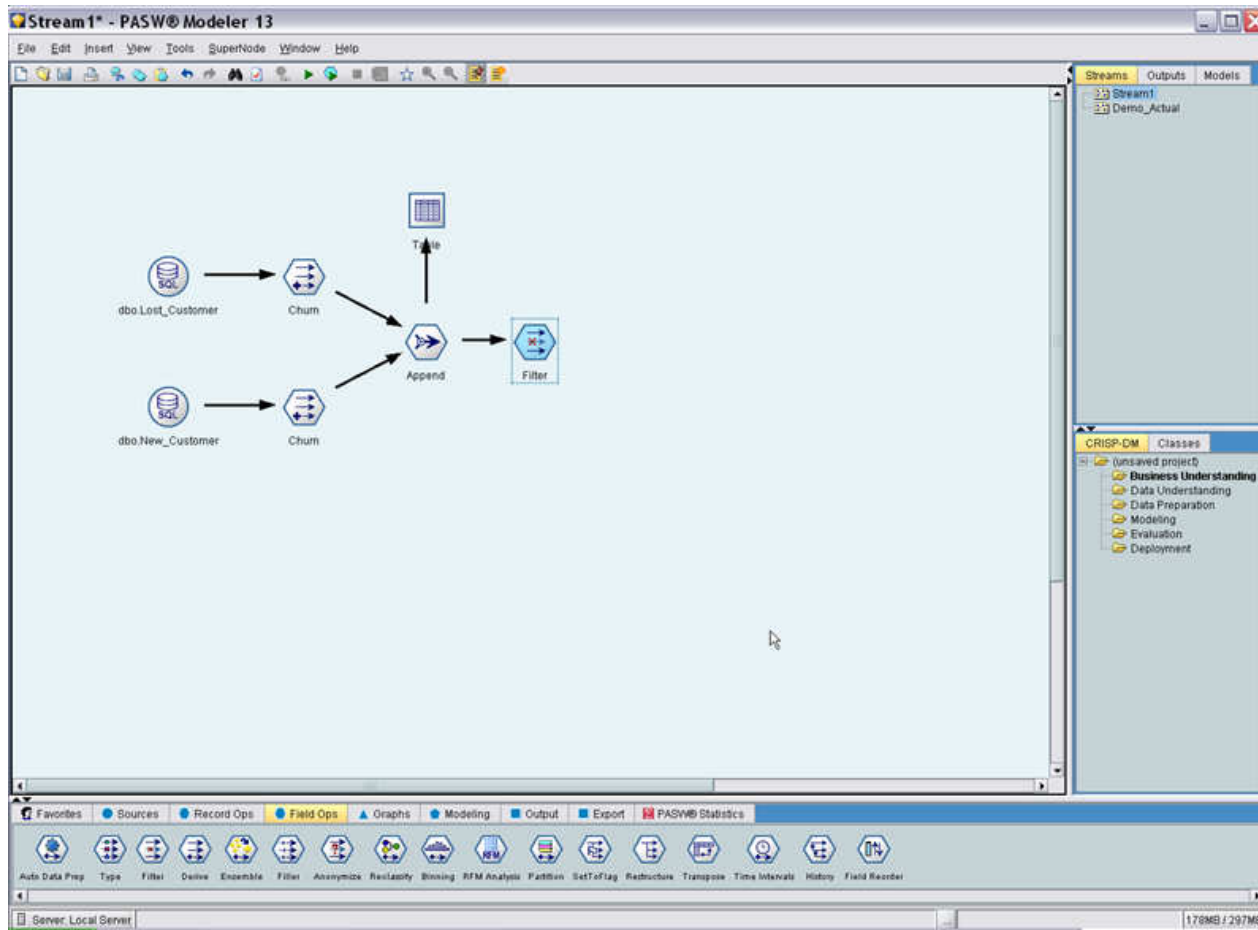 Stream1* - PASW® Modeler 13
File Edit Insert View Tools SuperNode Window Help
Streams Outputs Models
Stream1
Demo_Actual
Table
dbo.Lost_Customer
Churn
Append
Filter
dbo.New_Customer
Churn
CRISP-DM Classes
(unsaved project)
Business Understanding
Data Understanding
Data Preparation
Modeling
Evaluation
Deployment
Favorites Sources Record Ops Field Ops Graphs Modeling Output Export PASW® Statistics
Auto Data Prep Type Filter Derive Ensemble Filler Anonymize Reclassify Binning RFM Analysis Partition SetToFlag Restructure Transpose Time Intervals History Field Reorder
Server: Local Server
178MB / 297MB